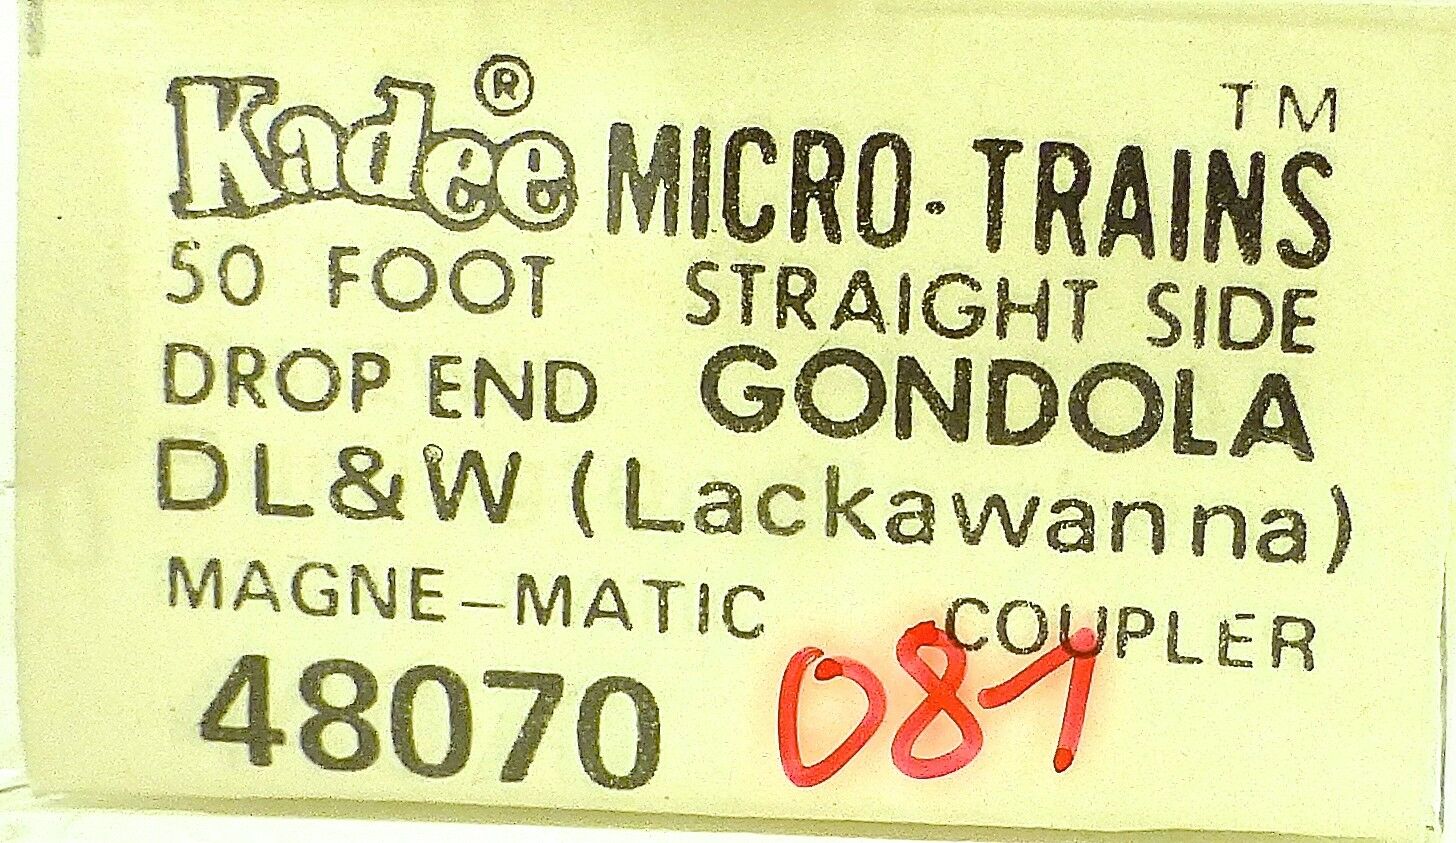 Kadee® MICRO-TRAINS™
50 FOOT STRAIGHT SIDE
DROP END GONDOLA
DL&W (Lackawanna)
MAGNE-MATIC COUPLER
48070 081